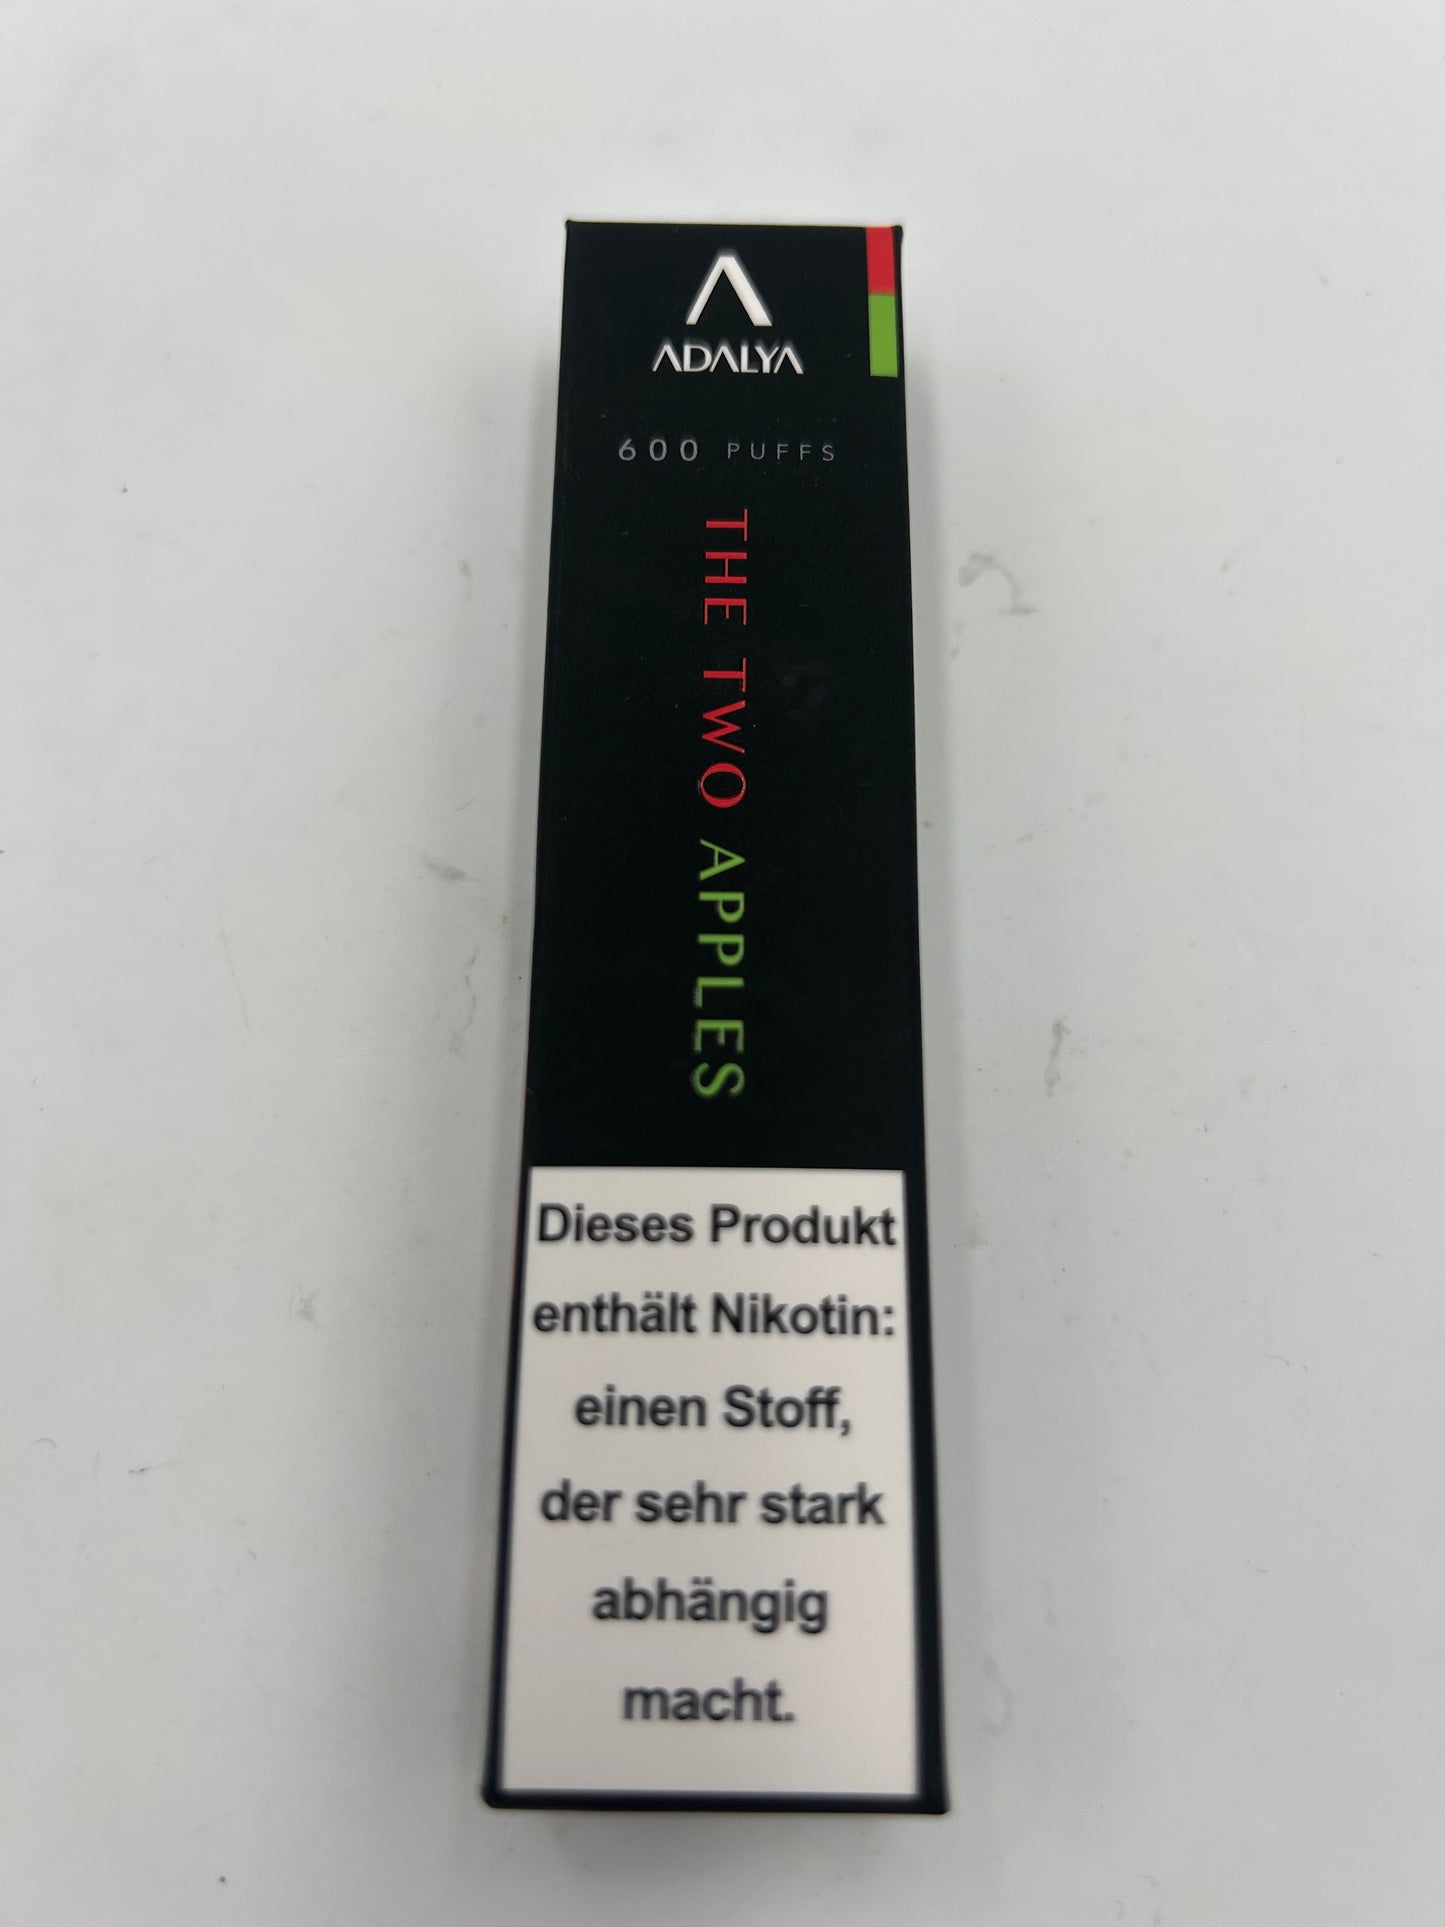 ADALYA
600 PUFFS
THE TWO APPLES
Dieses Produkt
enthält Nikotin:
einen Stoff,
der sehr stark
abhängig
macht.